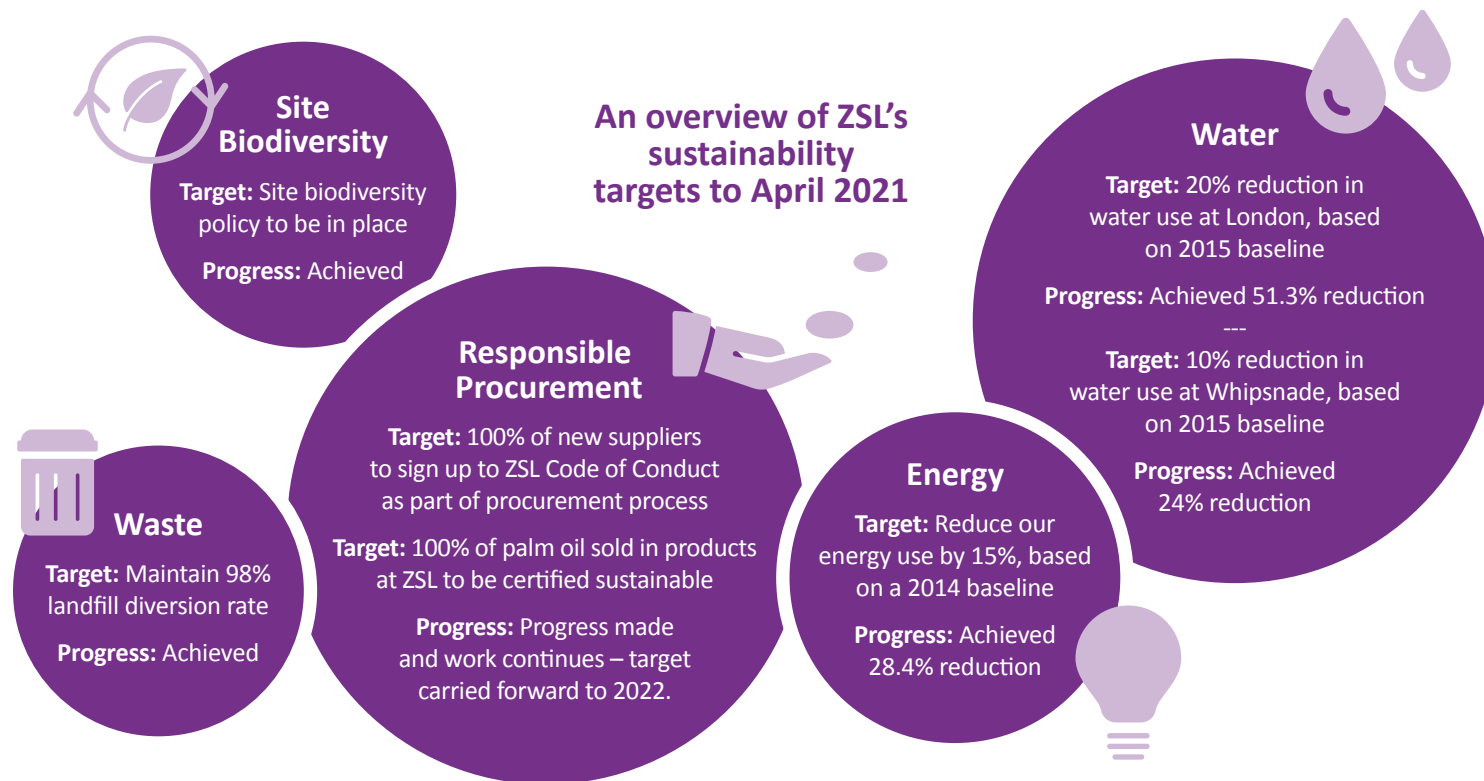 An overview of ZSL’s
sustainability
targets to April 2021
Site
Biodiversity
Target: Site biodiversity
policy to be in place
Progress: Achieved
Waste
Target: Maintain 98%
landfill diversion rate
Progress: Achieved
Responsible
Procurement
Target: 100% of new suppliers
to sign up to ZSL Code of Conduct
as part of procurement process
Target: 100% of palm oil sold in products
at ZSL to be certified sustainable
Progress: Progress made
and work continues – target
carried forward to 2022.
Energy
Target: Reduce our
energy use by 15%, based
on a 2014 baseline
Progress: Achieved
28.4% reduction
Water
Target: 20% reduction in
water use at London, based
on 2015 baseline
Progress: Achieved 51.3% reduction
---
Target: 10% reduction in
water use at Whipsnade, based
on 2015 baseline
Progress: Achieved
24% reduction